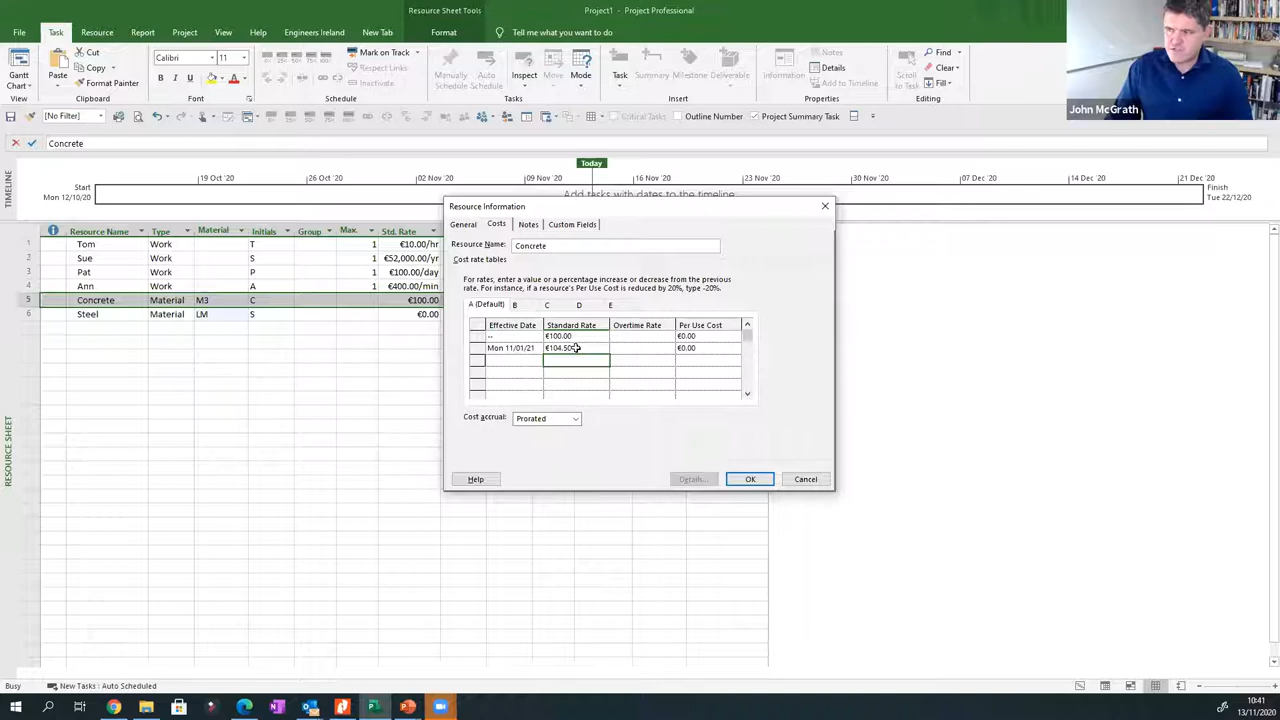 Resource Sheet Tools
Project1 - Project Professional
File Task Resource Report Project View Help Engineers Ireland New Tab Format Tell me what you want to do
Gantt Chart
Paste
Cut
Copy
Format Painter
Calibri 11
B I U
Mark on Track
Respect Links
Inactivate
Manually Schedule
Auto Schedule
Inspect Move Mode
Task Summary Milestone Deliverable
Information
Notes
Details
Add to Timeline
Scroll to Task
Find
Clear
Fill
View Clipboard Font Schedule Tasks Insert Properties Editing
John McGrath
[No Filter] Critical Tasks Outline Number Project Summary Task
Concrete
TIMELINE
Today
Start
Mon 12/10/20
19 Oct '20 26 Oct '20 02 Nov '20 09 Nov '20 16 Nov '20 23 Nov '20 30 Nov '20 07 Dec '20 14 Dec '20 21 Dec '20
Add tasks with dates to the timeline
Finish
Tue 22/12/20
RESOURCE SHEET
Resource Name Type Material Initials Group Max. Std. Rate
1 Tom Work T 1 €10.00/hr
2 Sue Work S 1 €52,000.00/yr
3 Pat Work P 1 €100.00/day
4 Ann Work A 1 €400.00/min
5 Concrete Material M3 C €100.00
6 Steel Material LM S €0.00
Resource Information
General Costs Notes Custom Fields
Resource Name: Concrete
Cost rate tables
For rates, enter a value or a percentage increase or decrease from the previous
rate. For instance, if a resource's Per Use Cost is reduced by 20%, type -20%.
A (Default) B C D E
Effective Date Standard Rate Overtime Rate Per Use Cost
-- €100.00 €0.00
Mon 11/01/21 €104.50 €0.00
Cost accrual: Prorated
Help Details... OK Cancel
Busy New Tasks : Auto Scheduled
10:41
13/11/2020